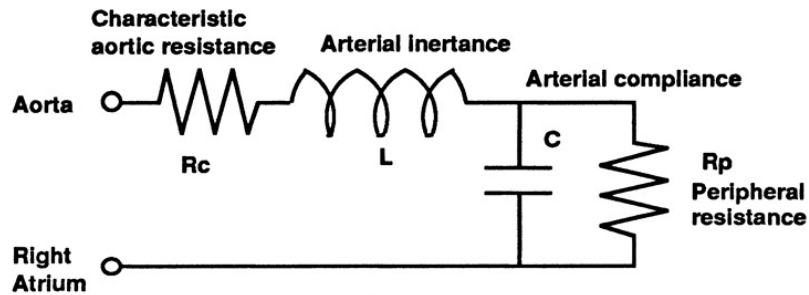 Characteristic
aortic resistance
Arterial inertance
Arterial compliance
Aorta
Rc
L
C
Rp
Peripheral
resistance
Right
Atrium